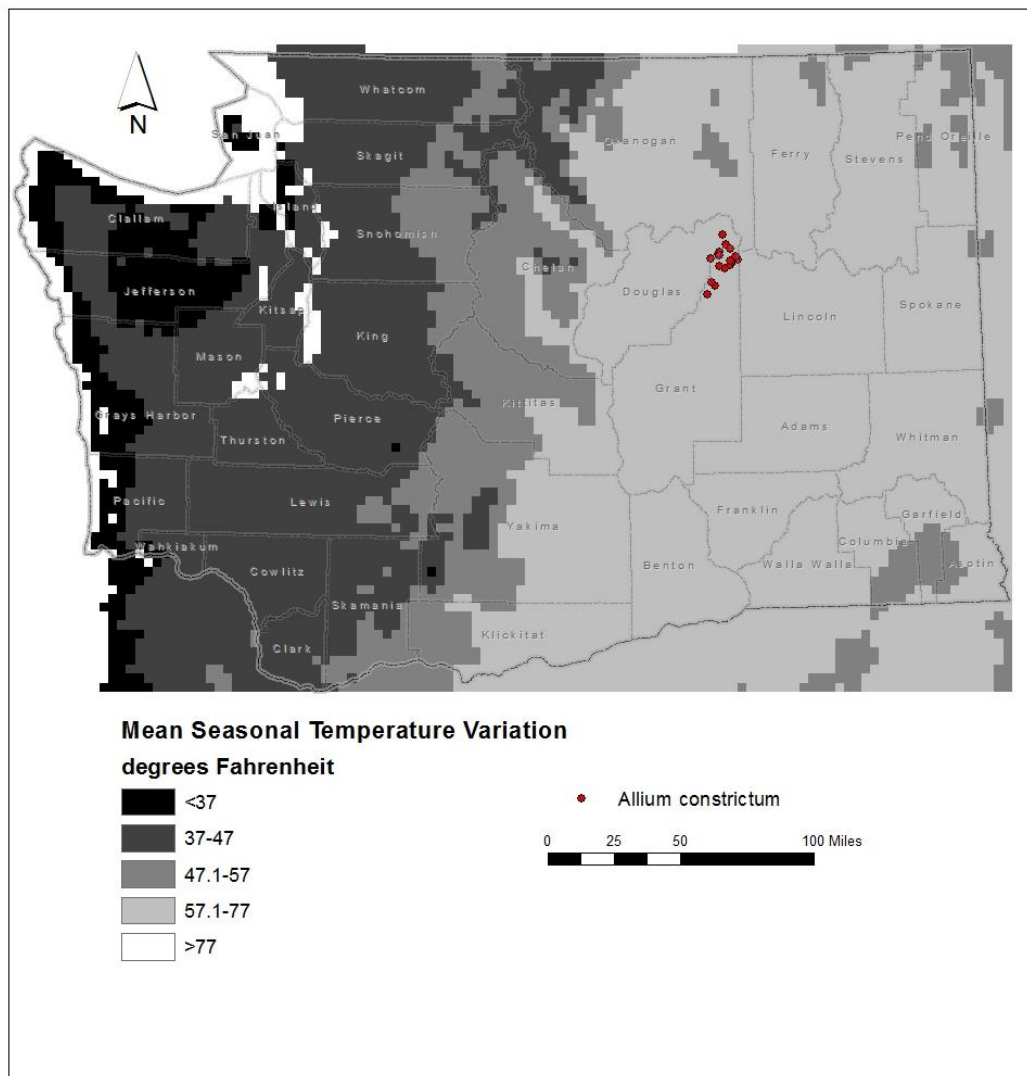 N
Whatcom
San Juan
Okanogan
Pend Oreille
Skagit
Ferry
Stevens
Island
Clallam
Snohomish
Chelan
Jefferson
Douglas
Kitsap
Lincoln
Spokane
King
Mason
Grant
Kittitas
Grays Harbor
Pierce
Adams
Thurston
Whitman
Pacific
Lewis
Garfield
Yakima
Franklin
Columbia
Wahkiakum
Benton
Walla Walla
Asotin
Cowlitz
Skamania
Klickitat
Clark
Mean Seasonal Temperature Variation
degrees Fahrenheit
<37
37-47
47.1-57
57.1-77
>77
Allium constrictum
0 25 50 100 Miles